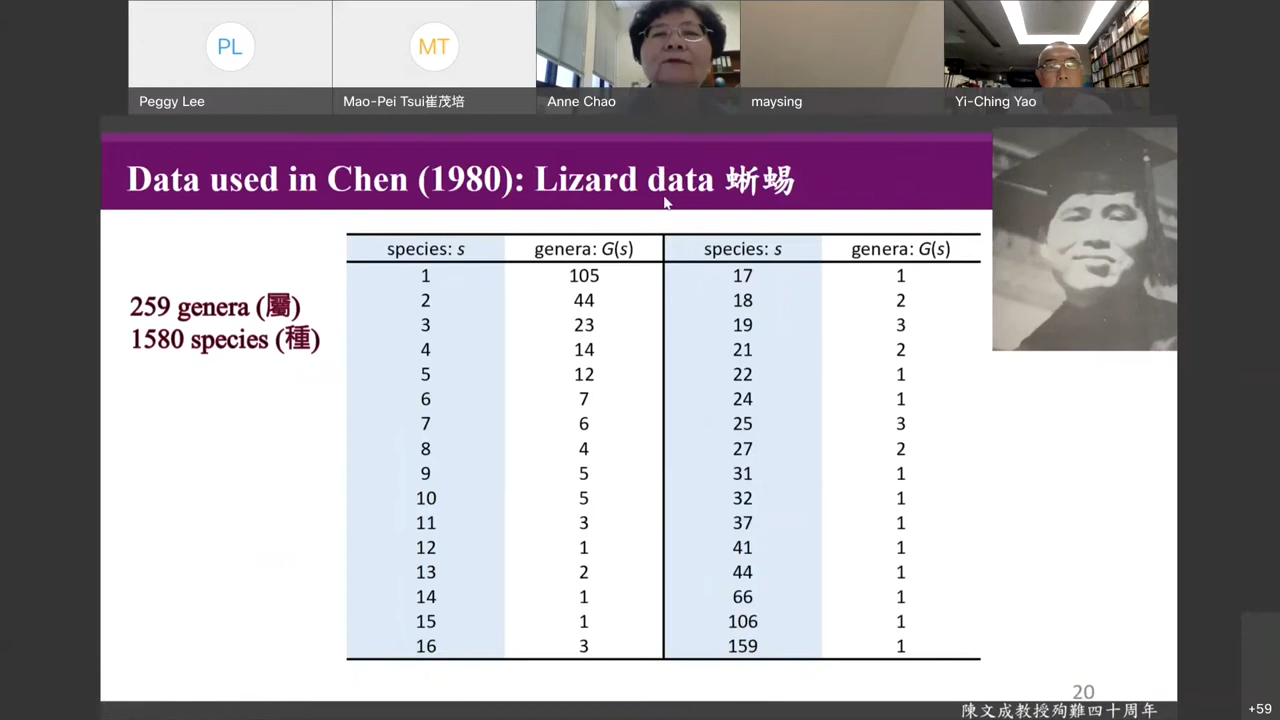 PL
MT
Peggy Lee
Mao-Pei Tsui崔茂培
Anne Chao
maysing
Yi-Ching Yao
Data used in Chen (1980): Lizard data 蜥蜴
259 genera (屬)
1580 species (種)
species: s genera: G(s) species: s genera: G(s)
1 105 17 1
2 44 18 2
3 23 19 3
4 14 21 2
5 12 22 1
6 7 24 1
7 6 25 3
8 4 27 2
9 5 31 1
10 5 32 1
11 3 37 1
12 1 41 1
13 2 44 1
14 1 66 1
15 1 106 1
16 3 159 1
20
陳文成教授殉難四十周年
+59